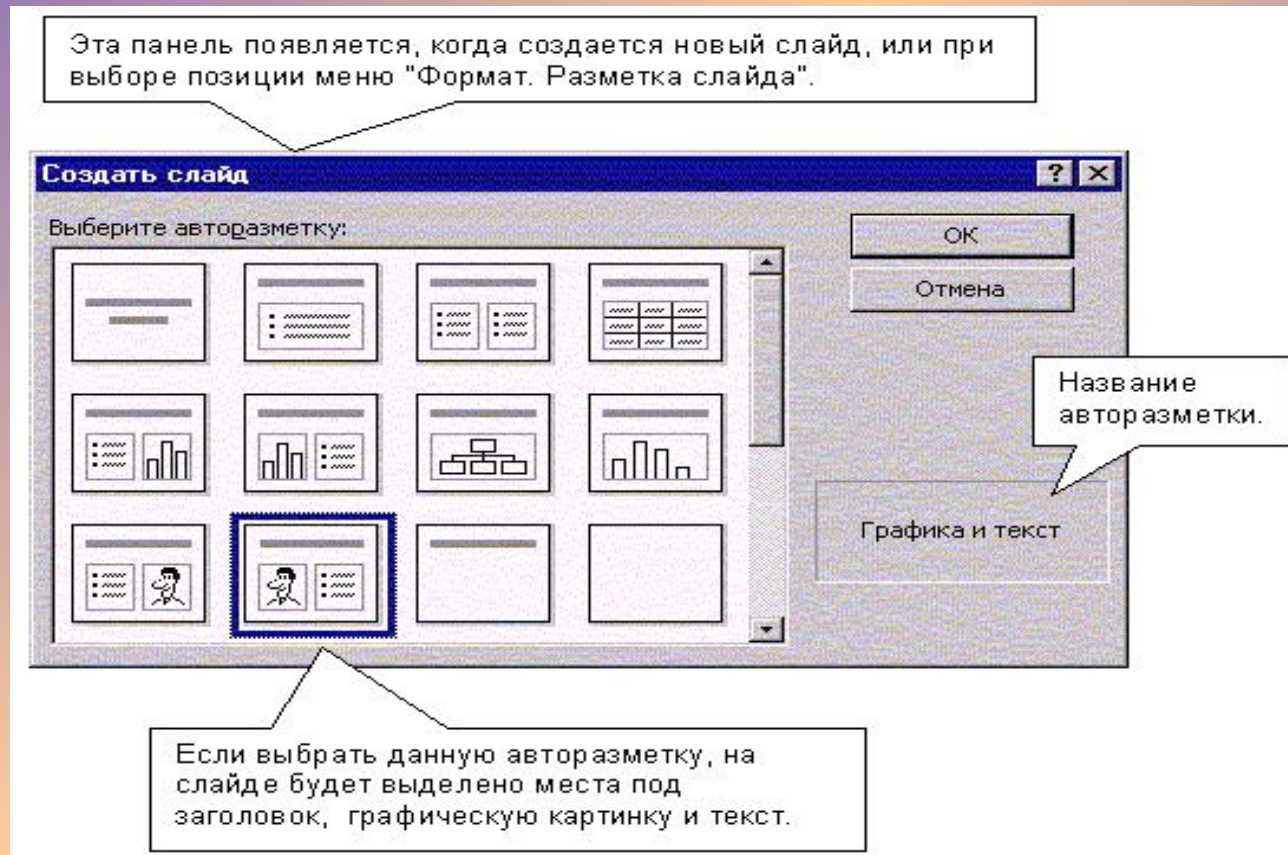 Эта панель появляется, когда создается новый слайд, или при
выборе позиции меню "Формат. Разметка слайда".
Создать слайд
Выберите авторазметку:
ОК
Отмена
Название
авторазметки.
Графика и текст
Если выбрать данную авторазметку, на
слайде будет выделено места под
заголовок, графическую картинку и текст.